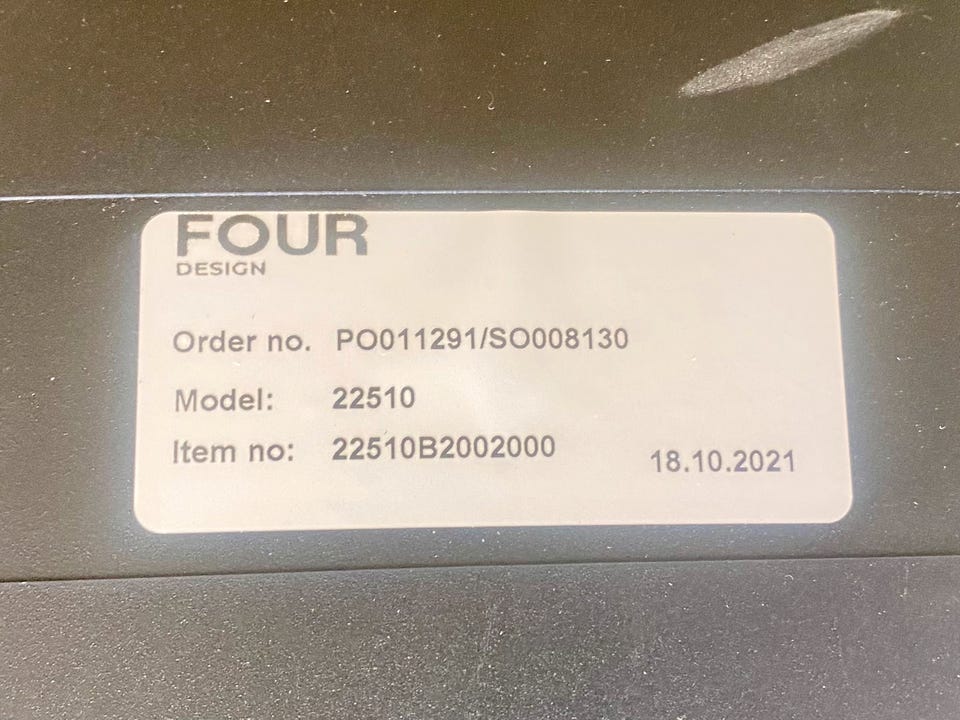 FOUR
DESIGN
Order no. PO011291/SO008130
Model: 22510
Item no: 22510B2002000
18.10.2021